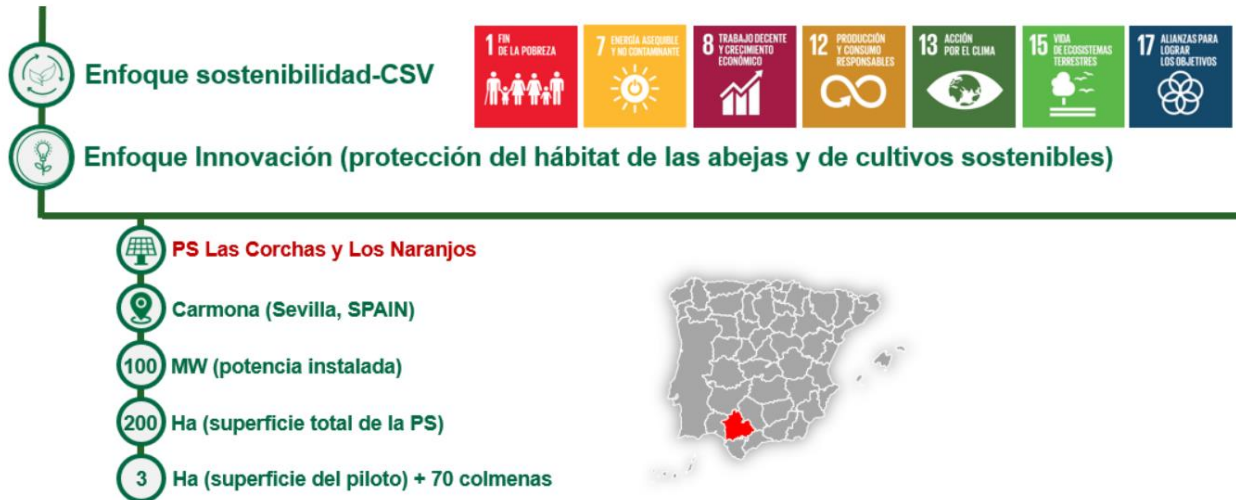 1 FIN
DE LA POBREZA
7 ENERGÍA ASEQUIBLE
Y NO CONTAMINANTE
8 TRABAJO DECENTE
Y CRECIMIENTO
ECONÓMICO
12 PRODUCCIÓN
Y CONSUMO
RESPONSABLES
13 ACCIÓN
POR EL CLIMA
15 VIDA
DE ECOSISTEMAS
TERRESTRES
17 ALIANZAS PARA
LOGRAR
LOS OBJETIVOS
Enfoque sostenibilidad-CSV
Enfoque Innovación (protección del hábitat de las abejas y de cultivos sostenibles)
PS Las Corchas y Los Naranjos
Carmona (Sevilla, SPAIN)
100 MW (potencia instalada)
200 Ha (superficie total de la PS)
3 Ha (superficie del piloto) + 70 colmenas